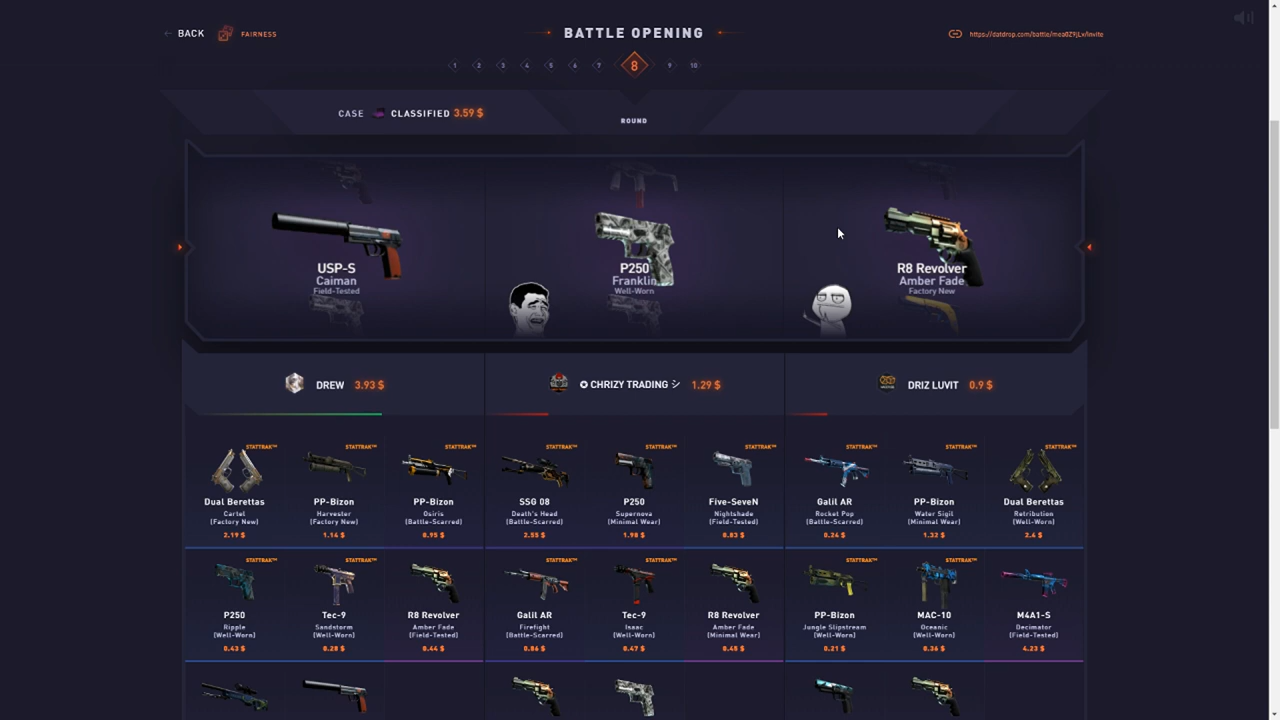 ← BACK
FAIRNESS
BATTLE OPENING
https://datdrop.com/battle/mea6Z9jLv/invite
1 2 3 4 5 6 7 8 9 10
CASE CLASSIFIED 3.59 $
ROUND
USP-S
Caiman
Field-Tested
P250
Franklin
Well-Worn
R8 Revolver
Amber Fade
Factory New
DREW 3.93 $
✪ CHRIZY TRADING シ 1.29 $
DRIZ LUVIT 0.9 $
STATTRAK™ STATTRAK™ STATTRAK™ STATTRAK™ STATTRAK™ STATTRAK™ STATTRAK™ STATTRAK™ STATTRAK™
Dual Berettas PP-Bizon PP-Bizon SSG 08 P250 Five-SeveN Galil AR PP-Bizon Dual Berettas
Cartel Harvester Osiris Death's Head Supernova Nightshade Rocket Pop Water Sigil Retribution
(Factory New) (Factory New) (Battle-Scarred) (Battle-Scarred) (Minimal Wear) (Field-Tested) (Battle-Scarred) (Minimal Wear) (Well-Worn)
2.19 $ 1.14 $ 0.95 $ 2.55 $ 1.98 $ 0.83 $ 0.24 $ 1.32 $ 2.4 $
STATTRAK™ STATTRAK™ STATTRAK™ STATTRAK™ STATTRAK™ STATTRAK™
P250 Tec-9 R8 Revolver Galil AR Tec-9 R8 Revolver PP-Bizon MAC-10 M4A1-S
Ripple Sandstorm Amber Fade Firefight Isaac Amber Fade Jungle Slipstream Oceanic Decimator
(Well-Worn) (Well-Worn) (Field-Tested) (Battle-Scarred) (Well-Worn) (Minimal Wear) (Well-Worn) (Well-Worn) (Field-Tested)
0.43 $ 0.28 $ 0.44 $ 0.86 $ 0.47 $ 0.45 $ 0.21 $ 0.36 $ 4.23 $